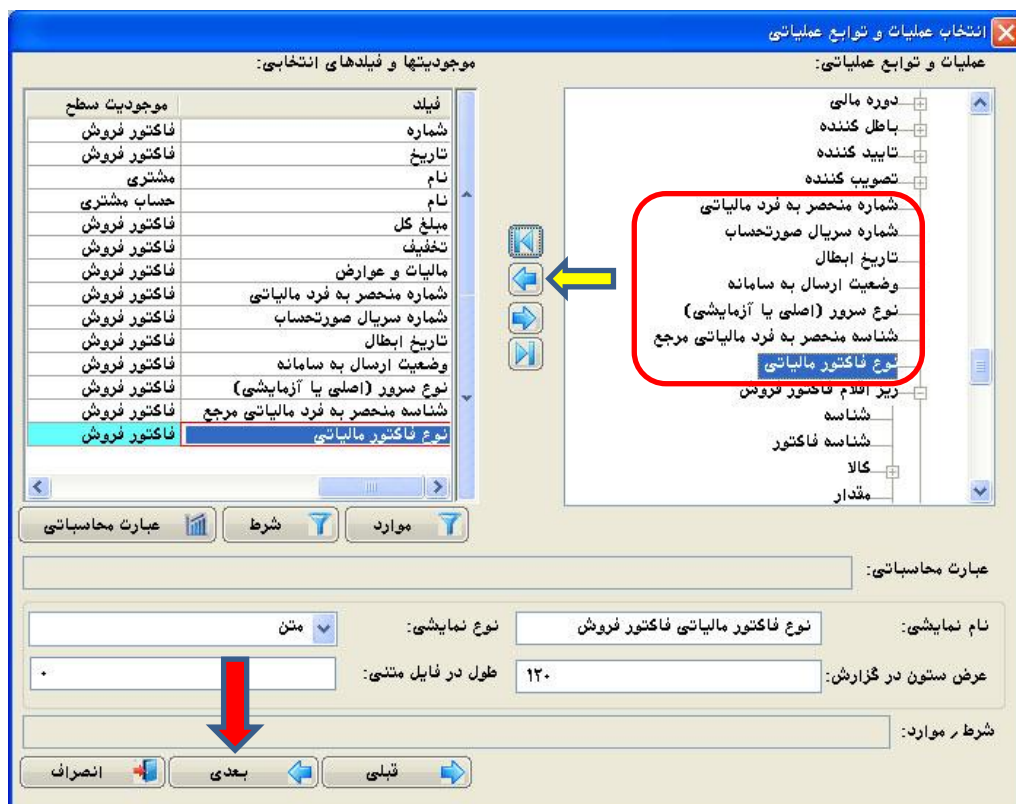 انتخاب عملیات و توابع عملیاتی
عملیات و توابع عملیاتی:
دوره مالی
باطل کننده
تایید کننده
تصویب کننده
شماره منحصر به فرد مالیاتی
شماره سریال صورتحساب
تاریخ ابطال
وضعیت ارسال به سامانه
نوع سرور (اصلی یا آزمایشی)
شناسه منحصر به فرد مالیاتی مرجع
نوع فاکتور مالیاتی
ریز اقلام فاکتور فروش
شناسه
شناسه فاکتور
کالا
مقدار
موجودیتها و فیلدهای انتخابی:
فیلد موجودیت سطح
شماره فاکتور فروش
تاریخ فاکتور فروش
نام مشتری
نام حساب مشتری
مبلغ کل فاکتور فروش
تخفیف فاکتور فروش
مالیات و عوارض فاکتور فروش
شماره منحصر به فرد مالیاتی فاکتور فروش
شماره سریال صورتحساب فاکتور فروش
تاریخ ابطال فاکتور فروش
وضعیت ارسال به سامانه فاکتور فروش
نوع سرور (اصلی یا آزمایشی) فاکتور فروش
شناسه منحصر به فرد مالیاتی مرجع فاکتور فروش
نوع فاکتور مالیاتی فاکتور فروش
موارد شرط عبارت محاسباتی
عبارت محاسباتی:
نام نمایشی: نوع فاکتور مالیاتی فاکتور فروش نوع نمایشی: متن
عرض ستون در گزارش: ۱۲۰ طول در فایل متنی: ۰
شرط / موارد:
قبلی بعدی انصراف